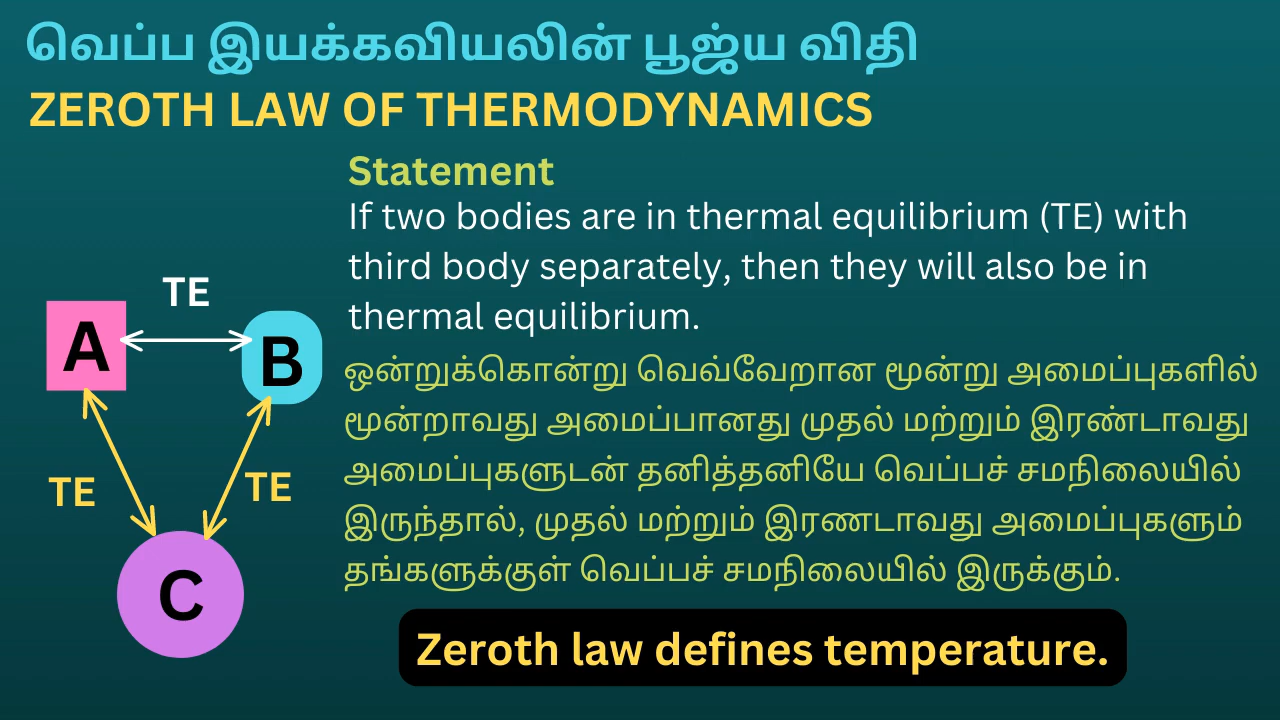 வெப்ப இயக்கவியலின் பூஜ்ய விதி
ZEROTH LAW OF THERMODYNAMICS
Statement
If two bodies are in thermal equilibrium (TE) with
third body separately, then they will also be in
thermal equilibrium.
TE
A
B
TE
TE
C
ஒன்றுக்கொன்று வெவ்வேறான மூன்று அமைப்புகளில்
மூன்றாவது அமைப்பானது முதல் மற்றும் இரண்டாவது
அமைப்புகளுடன் தனித்தனியே வெப்பச் சமநிலையில்
இருந்தால், முதல் மற்றும் இரணடாவது அமைப்புகளும்
தங்களுக்குள் வெப்பச் சமநிலையில் இருக்கும்.
Zeroth law defines temperature.